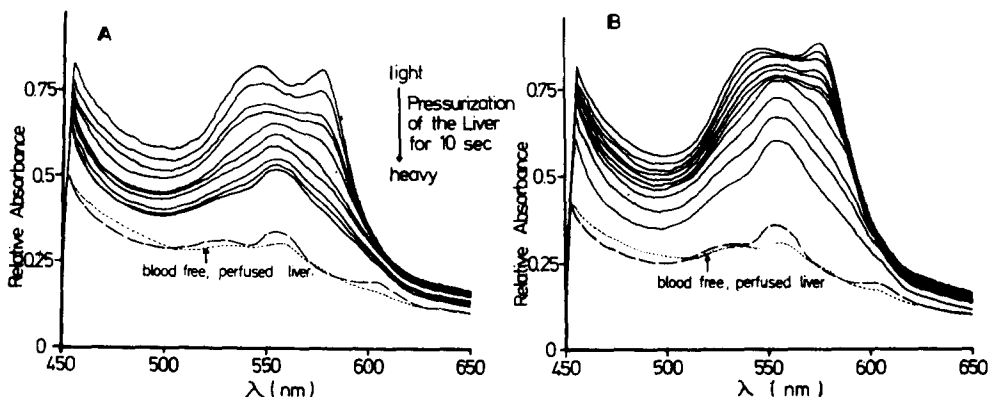 A
Relative Absorbance
0.75
0.5
0.25
0
450
500
550
600
650
λ (nm)
light
Pressurization
of the Liver
for 10 sec
heavy
blood free, perfused liver.
B
Relative Absorbance
0.75
0.5
0.25
0
450
500
550
600
650
λ (nm)
blood free, perfused liver